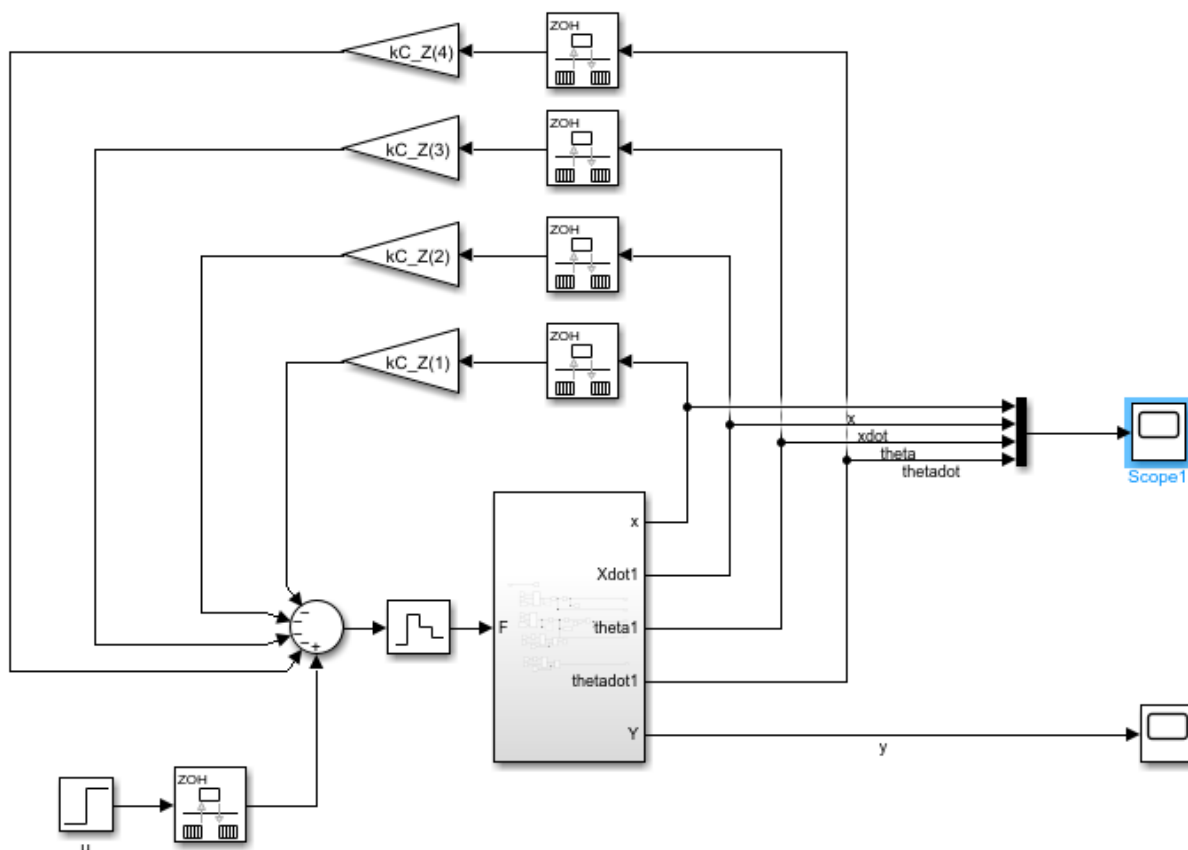 ZOH
kC_Z(4)
ZOH
kC_Z(3)
ZOH
kC_Z(2)
ZOH
kC_Z(1)
x
xdot
theta
thetadot
Scope1
x
Xdot1
F
theta1
thetadot1
Y
y
ZOH